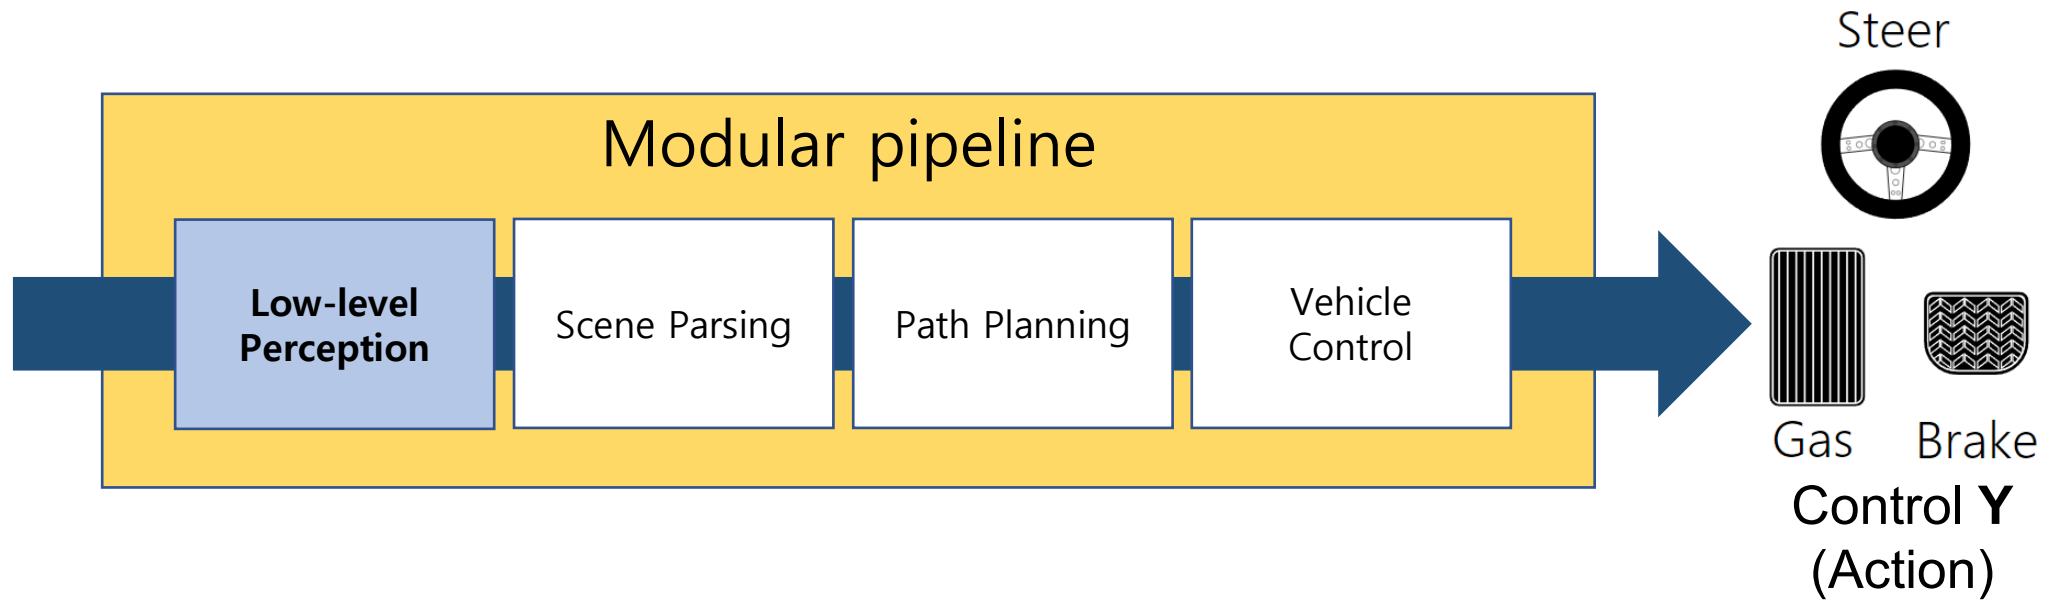 Modular pipeline
Low-level
Perception
Scene Parsing
Path Planning
Vehicle
Control
Steer
Gas
Brake
Control Y
(Action)